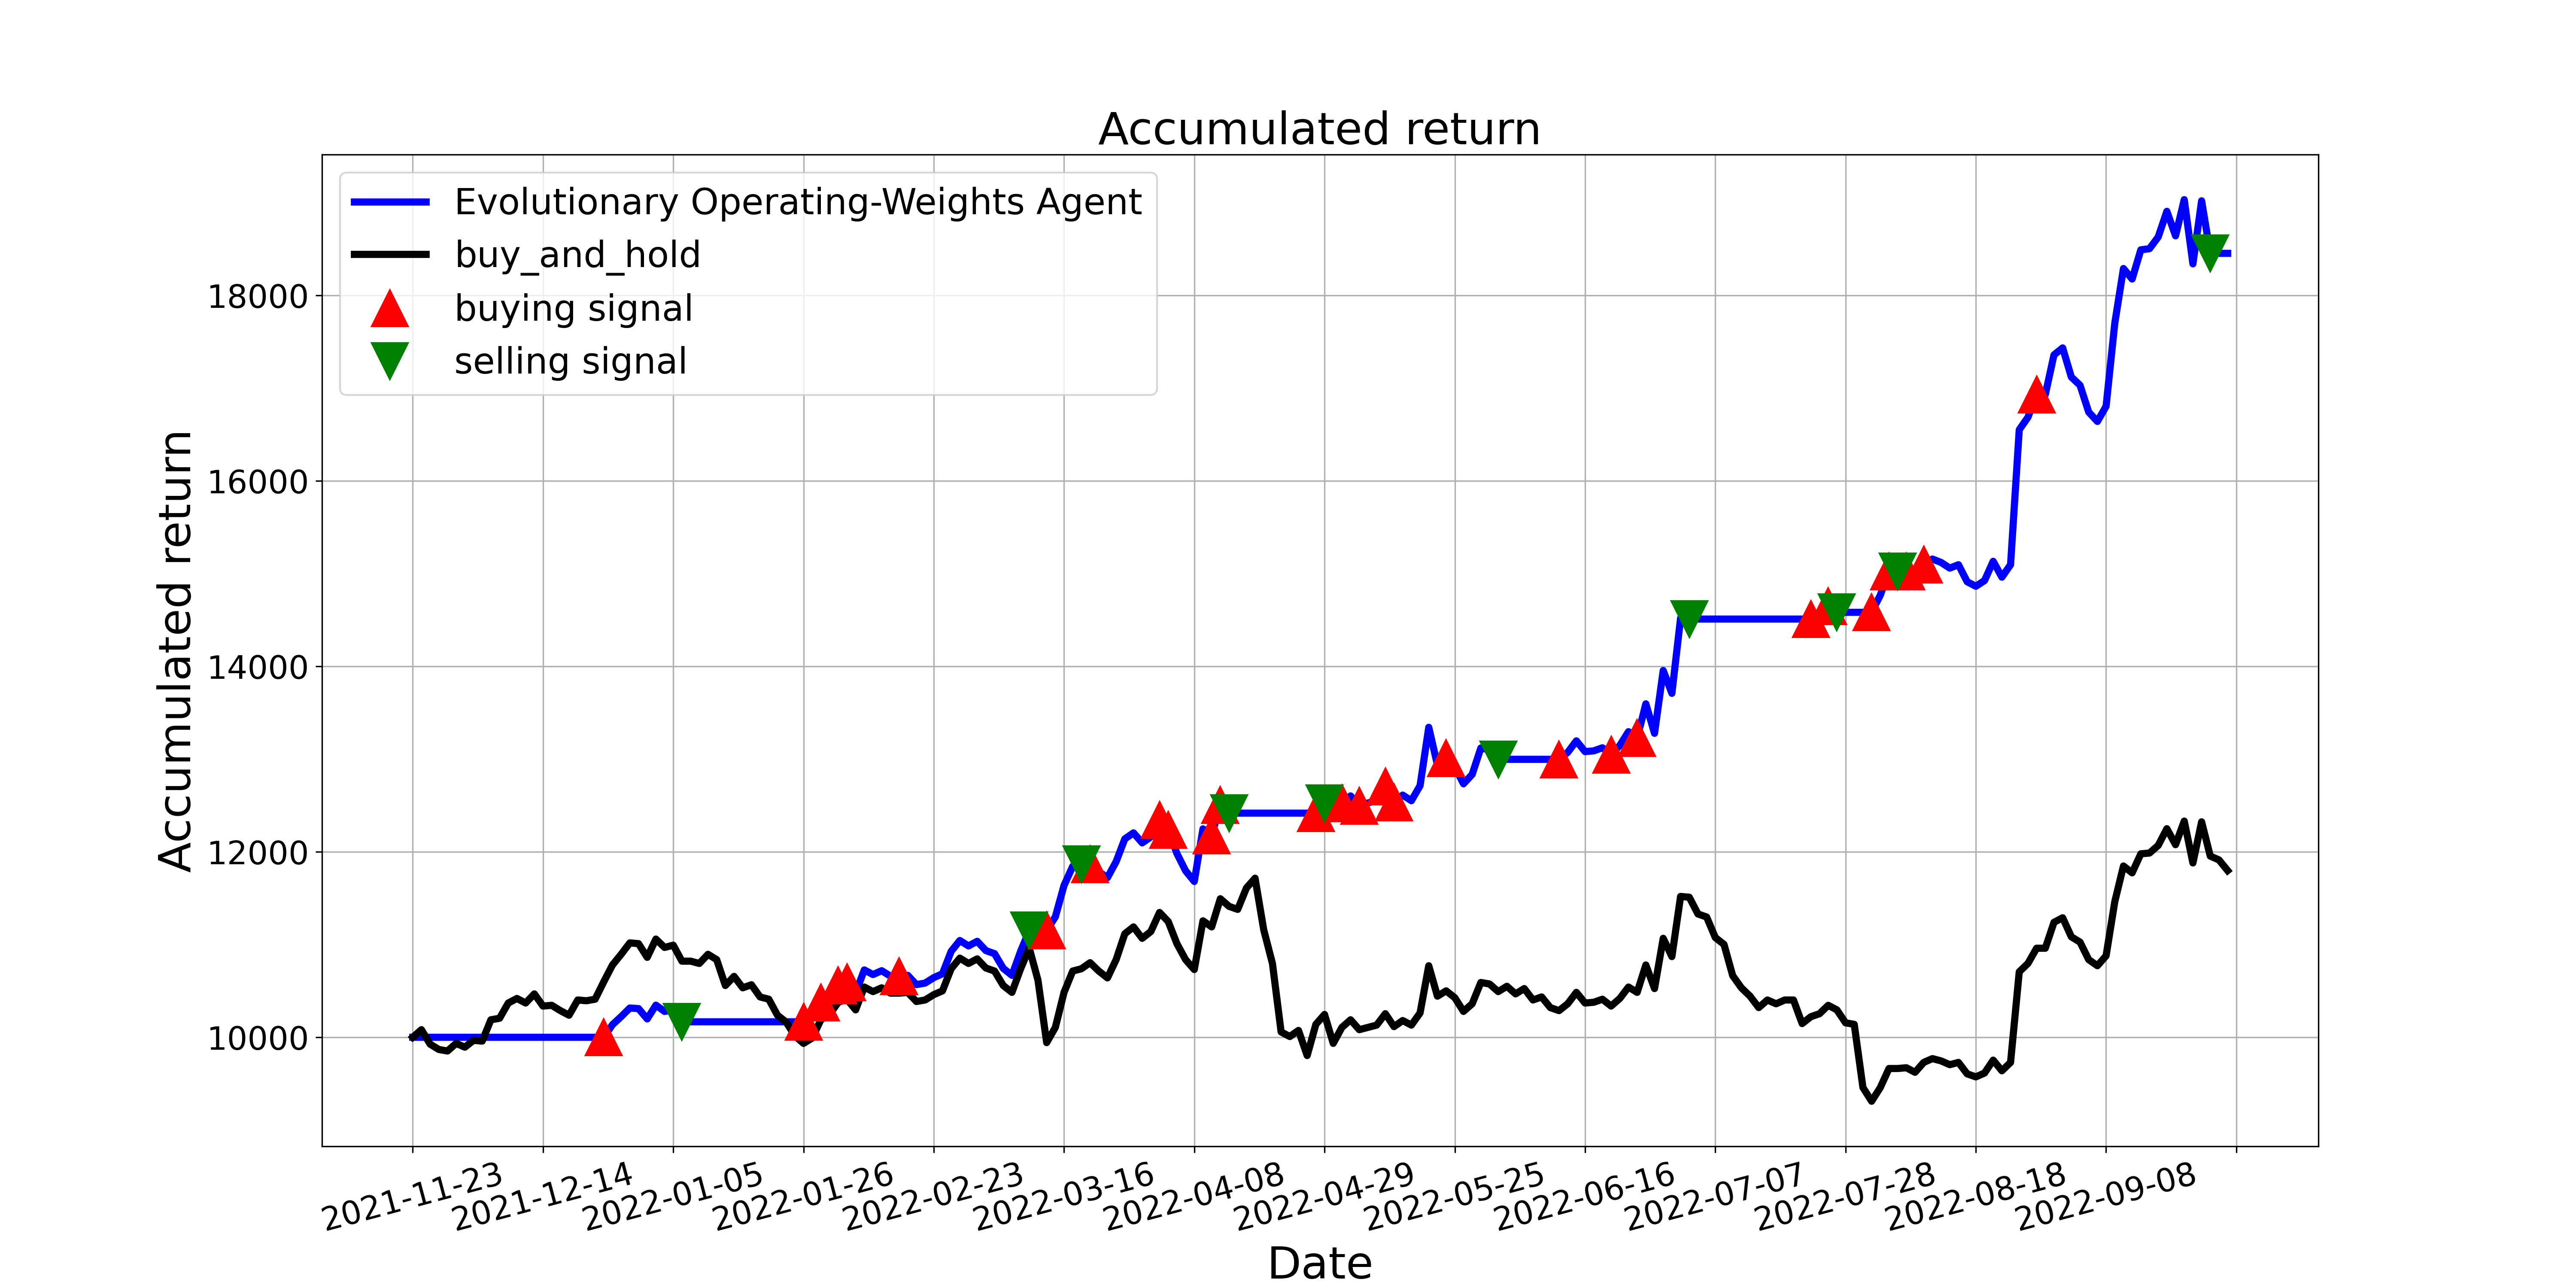 Accumulated return
Evolutionary Operating-Weights Agent
buy_and_hold
buying signal
selling signal
Accumulated return
18000
16000
14000
12000
10000
2021-11-23
2021-12-14
2022-01-05
2022-01-26
2022-02-23
2022-03-16
2022-04-08
2022-04-29
2022-05-25
2022-06-16
2022-07-07
2022-07-28
2022-08-18
2022-09-08
Date